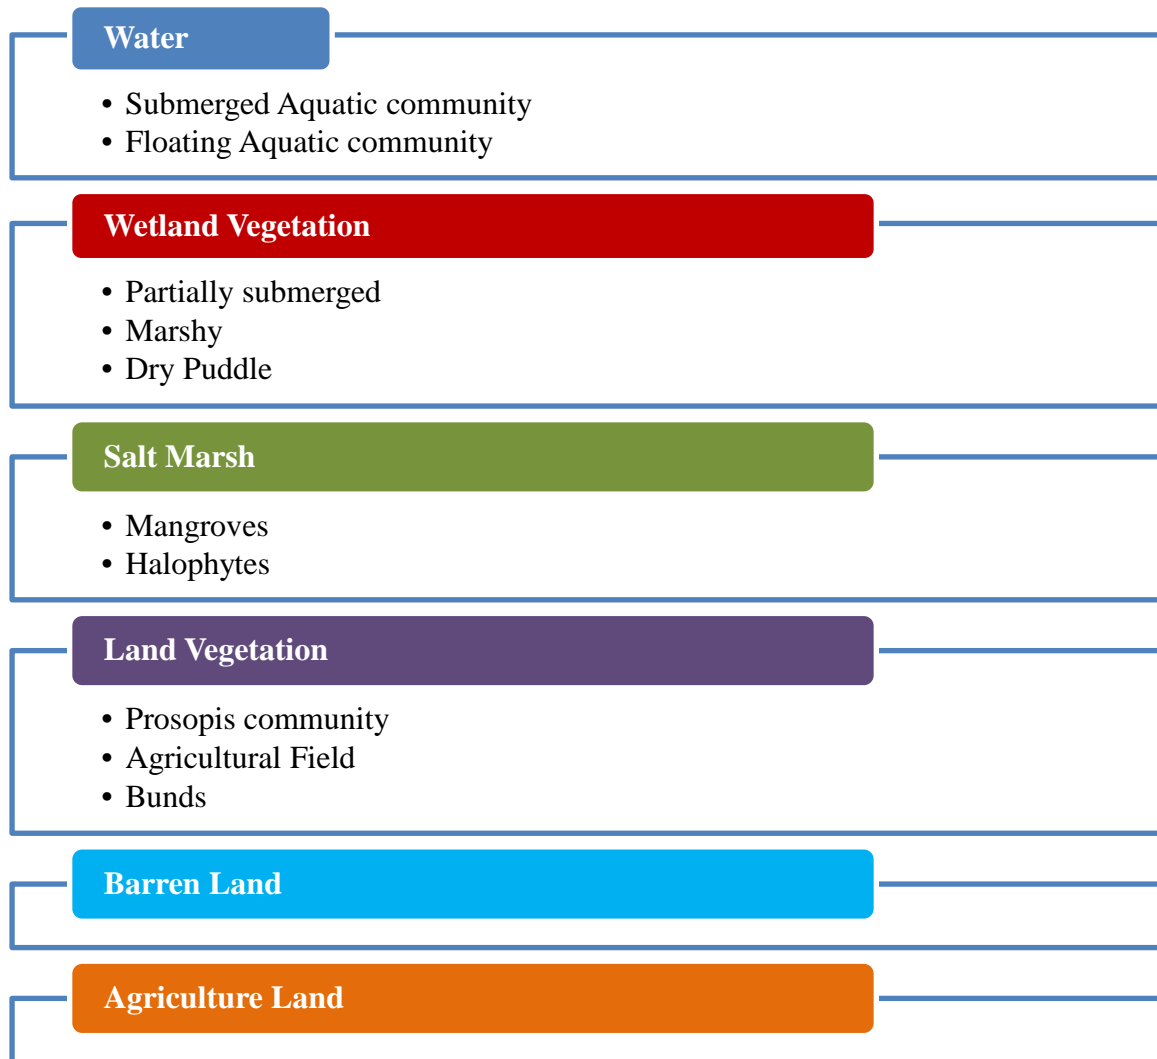 Water
• Submerged Aquatic community
• Floating Aquatic community
Wetland Vegetation
• Partially submerged
• Marshy
• Dry Puddle
Salt Marsh
• Mangroves
• Halophytes
Land Vegetation
• Prosopis community
• Agricultural Field
• Bunds
Barren Land
Agriculture Land